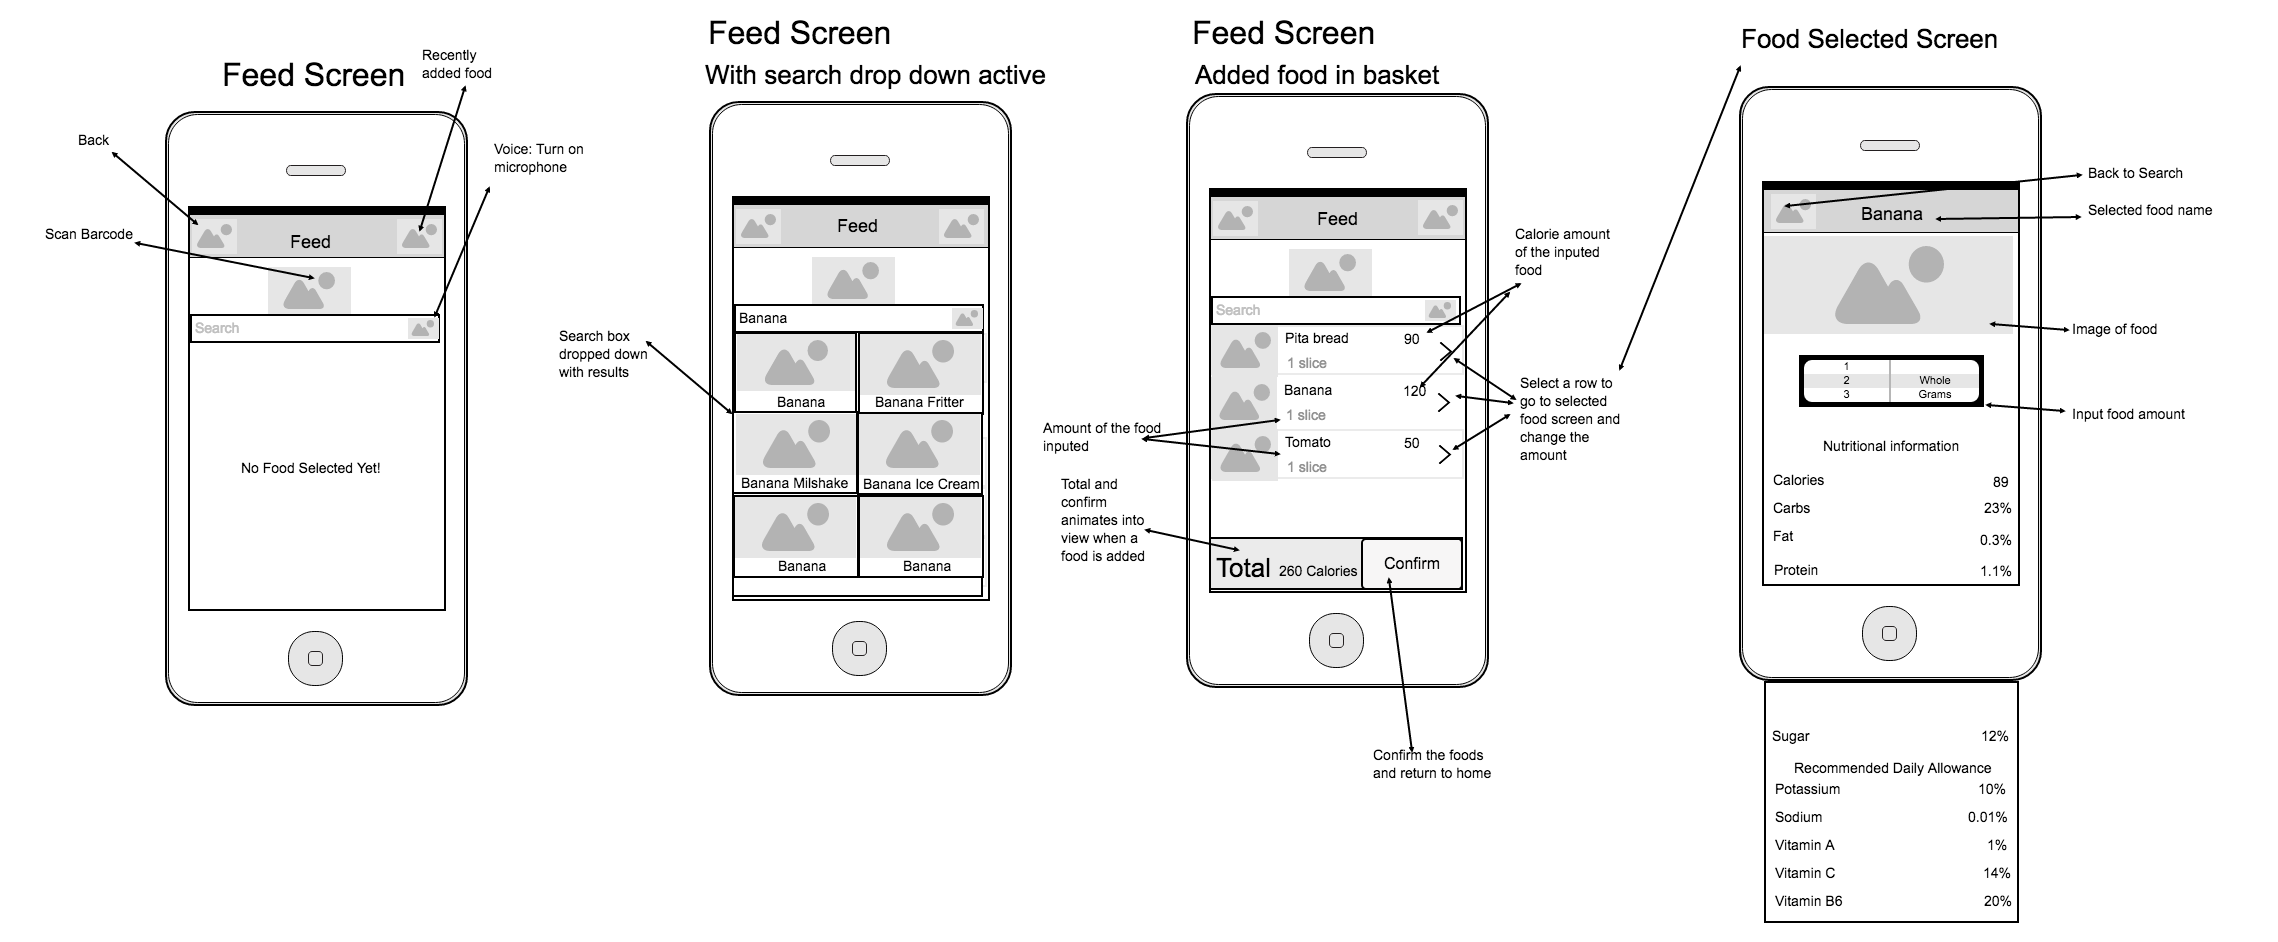 Feed Screen
Recently
added food
Back
Voice: Turn on
microphone
Scan Barcode
Feed
Search
No Food Selected Yet!
Feed Screen
With search drop down active
Feed
Banana
Search box
dropped down
with results
Banana
Banana Fritter
Banana Milshake
Banana Ice Cream
Banana
Banana
Feed Screen
Added food in basket
Feed
Search
Pita bread
90
1 slice
Banana
120
1 slice
Tomato
50
1 slice
Total
260 Calories
Confirm
Calorie amount
of the inputed
food
Select a row to
go to selected
food screen and
change the
amount
Amount of the food
inputed
Total and
confirm
animates into
view when a
food is added
Confirm the foods
and return to home
Food Selected Screen
Banana
Back to Search
Selected food name
Image of food
1
2
Whole
3
Grams
Input food amount
Nutritional information
Calories
89
Carbs
23%
Fat
0.3%
Protein
1.1%
Sugar
12%
Recommended Daily Allowance
Potassium
10%
Sodium
0.01%
Vitamin A
1%
Vitamin C
14%
Vitamin B6
20%